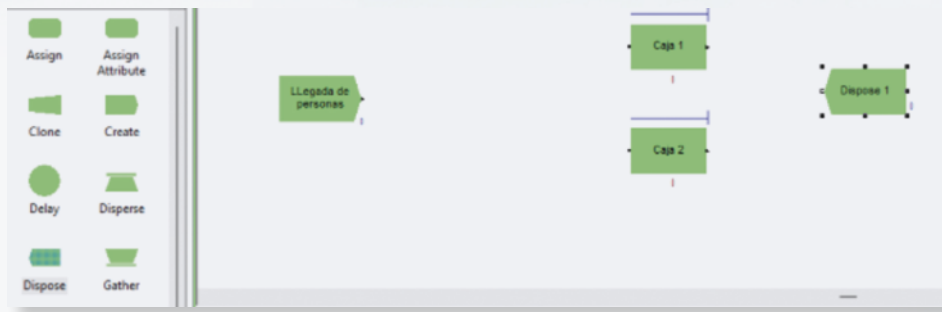 Assign
Assign
Attribute
Clone
Create
Delay
Disperse
Dispose
Gather
LLegada de
personas
Caja 1
Caja 2
Dispose 1